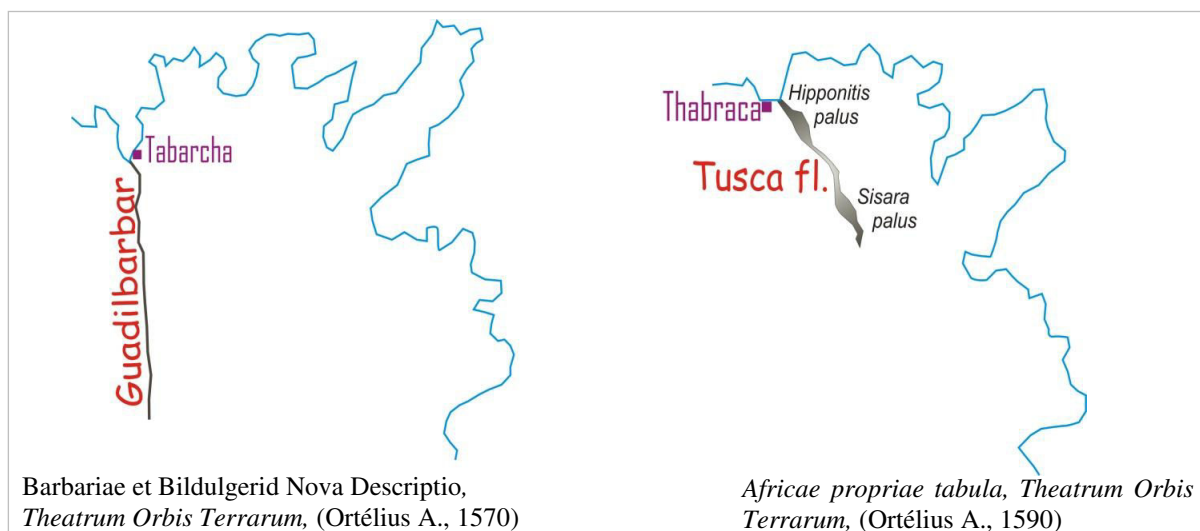 Tabarcha
Guadilbarbar
Barbariae et Bildulgerid Nova Descriptio,
Theatrum Orbis Terrarum, (Ortélius A., 1570)
Thabraca
Hipponitis
palus
Tusca fl.
Sisara
palus
Africae propriae tabula, Theatrum Orbis
Terrarum, (Ortélius A., 1590)